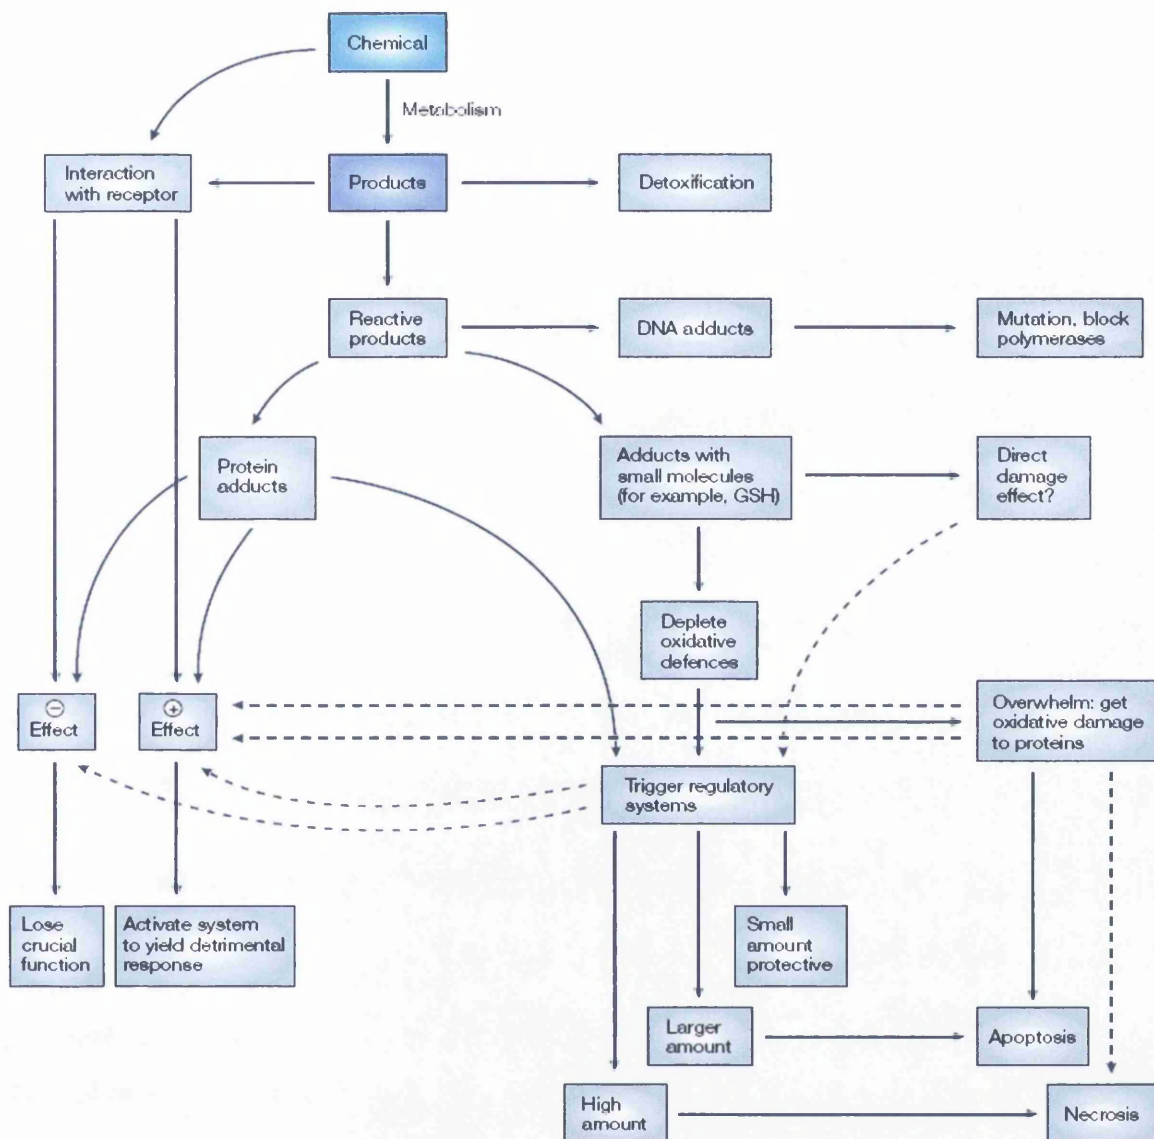 Chemical
Metabolism
Interaction
with receptor
Products
Detoxification
Reactive
products
DNA adducts
Mutation, block
polymerases
Protein
adducts
Adducts with
small molecules
(for example, GSH)
Direct
damage
effect?
Deplete
oxidative
defences
−
Effect
+
Effect
Overwhelm: get
oxidative damage
to proteins
Trigger regulatory
systems
Lose
crucial
function
Activate system
to yield detrimental
response
Small
amount
protective
Larger
amount
Apoptosis
High
amount
Necrosis